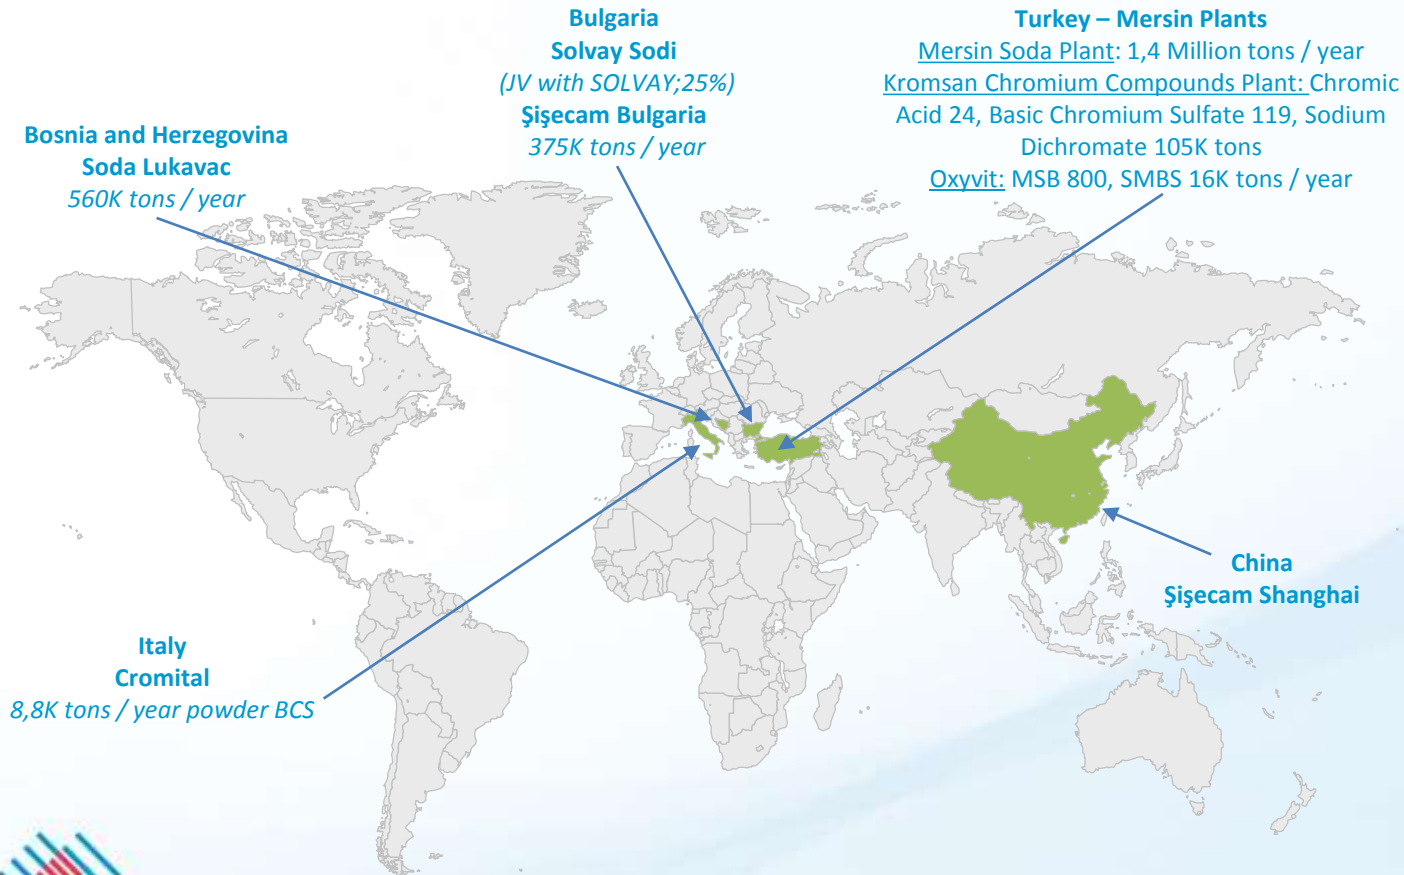 Bulgaria
Solvay Sodi
(JV with SOLVAY;25%)
Şişecam Bulgaria
375K tons / year
Turkey – Mersin Plants
Mersin Soda Plant: 1,4 Million tons / year
Kromsan Chromium Compounds Plant: Chromic
Acid 24, Basic Chromium Sulfate 119, Sodium
Dichromate 105K tons
Oxyvit: MSB 800, SMBS 16K tons / year
Bosnia and Herzegovina
Soda Lukavac
560K tons / year
China
Şişecam Shanghai
Italy
Cromital
8,8K tons / year powder BCS